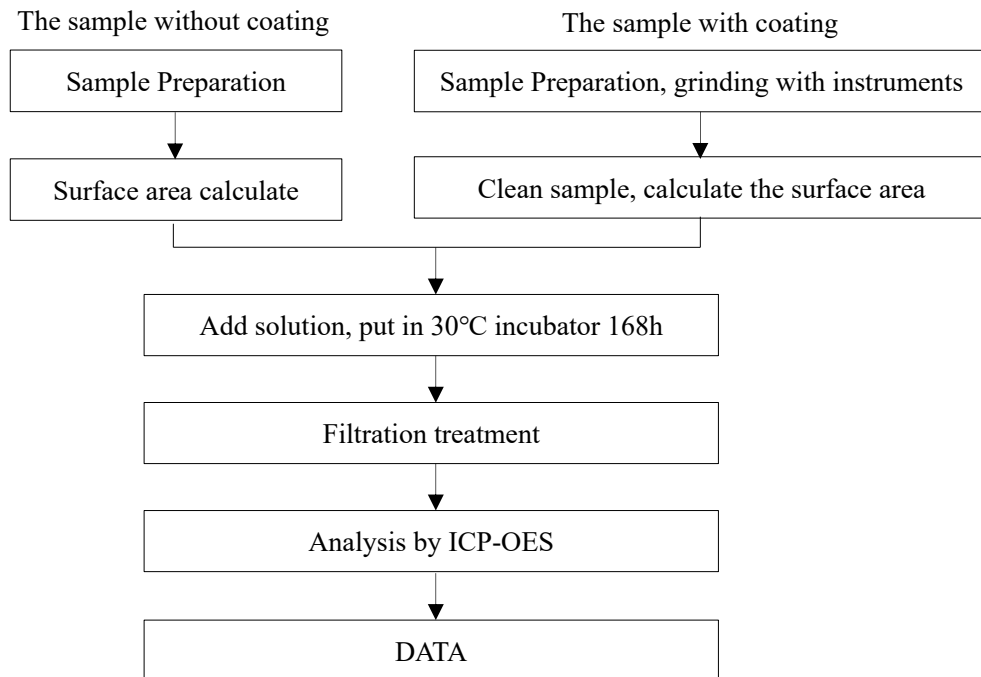 The sample without coating
The sample with coating
Sample Preparation
Sample Preparation, grinding with instruments
Surface area calculate
Clean sample, calculate the surface area
Add solution, put in 30℃ incubator 168h
Filtration treatment
Analysis by ICP-OES
DATA